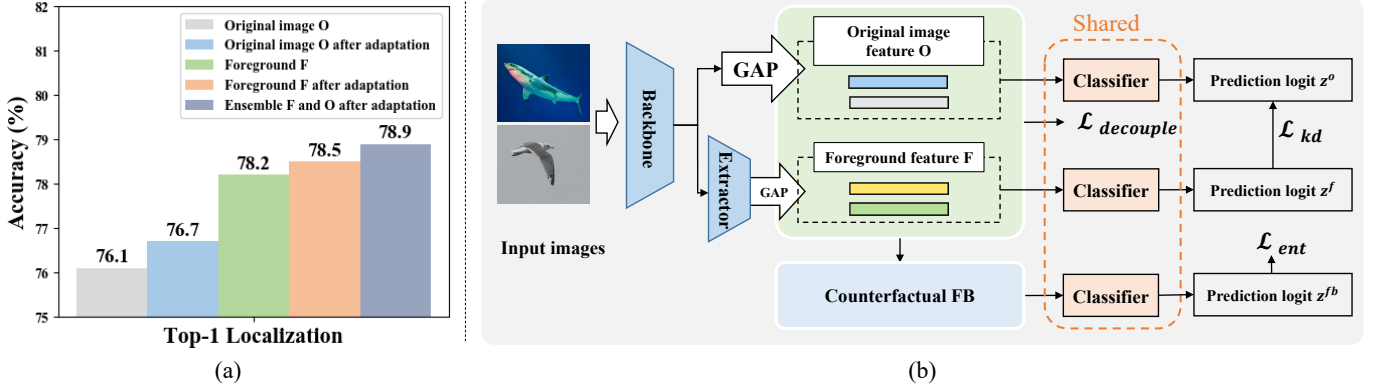 82
81
80
79
78
77
76
75
Accuracy (%)
Original image O
Original image O after adaptation
Foreground F
Foreground F after adaptation
Ensemble F and O after adaptation
76.1
76.7
78.2
78.5
78.9
Top-1 Localization
(a)
Input images
Backbone
Extractor
GAP
GAP
Original image
feature O
Foreground feature F
Counterfactual FB
Shared
Classifier
Classifier
Classifier
ℒ decouple
Prediction logit z^o
ℒ kd
Prediction logit z^f
ℒ ent
Prediction logit z^fb
(b)